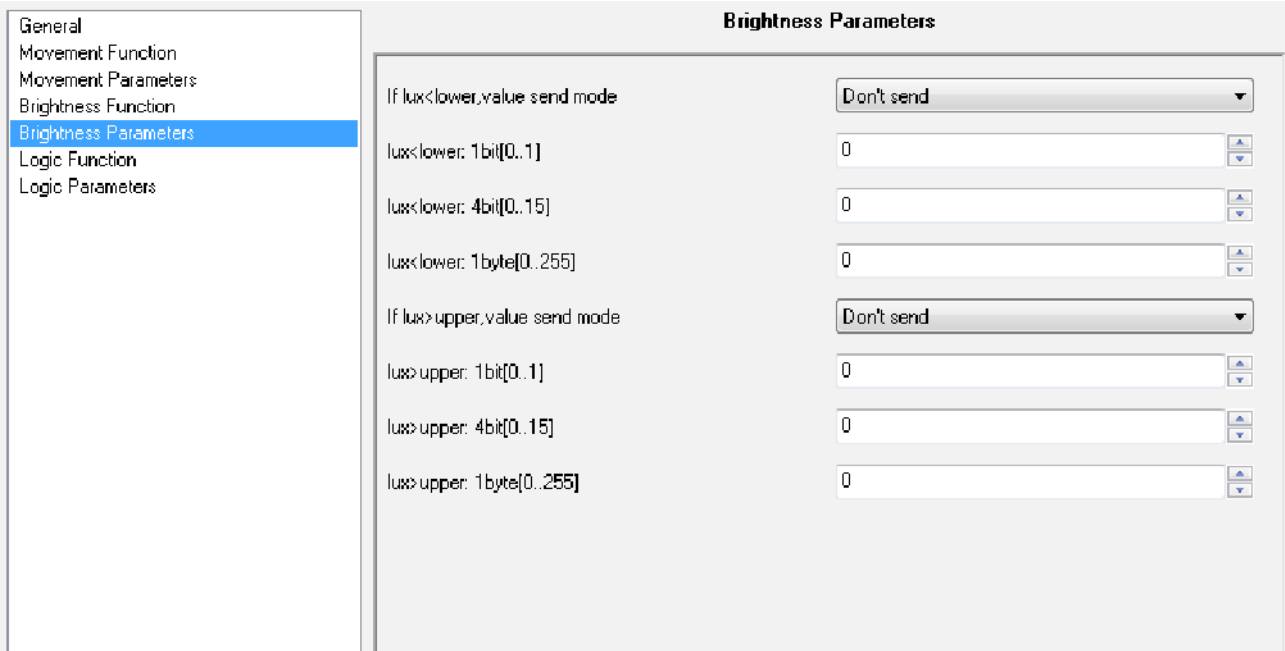 General
Movement Function
Movement Parameters
Brightness Function
Brightness Parameters
Logic Function
Logic Parameters
Brightness Parameters
If lux<lower,value send mode Don't send
lux<lower: 1bit[0..1] 0
lux<lower: 4bit[0..15] 0
lux<lower: 1byte[0..255] 0
If lux>upper,value send mode Don't send
lux>upper: 1bit[0..1] 0
lux>upper: 4bit[0..15] 0
lux>upper: 1byte[0..255] 0